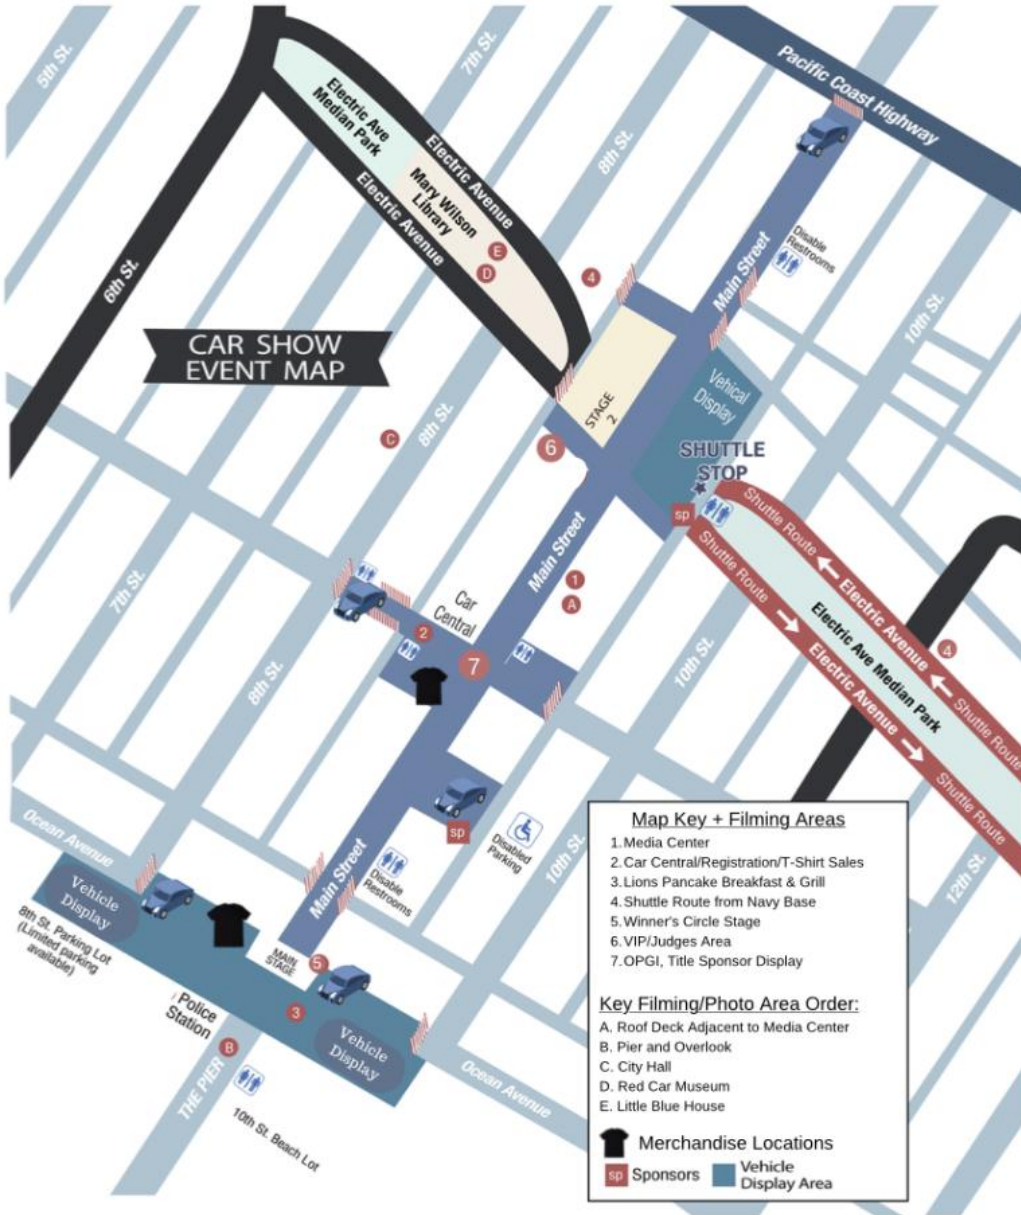 5th St.
7th St.
Pacific Coast Highway
Electric Ave
Median Park
Electric Avenue
8th St.
Mary Wilson
Library
Electric Avenue
E
D
4
Main Street
Disable
Restrooms
6th St.
10th St.
CAR SHOW
EVENT MAP
STAGE
2
Vehical
Display
8th St.
C
6
SHUTTLE
STOP
sp
Shuttle Route
Shuttle Route
Main Street
1
A
Electric Avenue
Electric Ave Median Park
Electric Avenue
4
Shuttle Route
Shuttle Route
7th St.
Car
Central
2
7
8th St.
10th St.
sp
Disabled
Parking
10th St.
12th St.
Main Street
Disable
Restrooms
Ocean Avenue
Vehicle
Display
8th St. Parking Lot
(Limited parking
available)
MAIN
STAGE
5
3
Police
Station
Vehicle
Display
B
THE PIER
10th St. Beach Lot
Ocean Avenue
Map Key + Filming Areas
1. Media Center
2. Car Central/Registration/T-Shirt Sales
3. Lions Pancake Breakfast & Grill
4. Shuttle Route from Navy Base
5. Winner's Circle Stage
6. VIP/Judges Area
7. OPGI, Title Sponsor Display
Key Filming/Photo Area Order:
A. Roof Deck Adjacent to Media Center
B. Pier and Overlook
C. City Hall
D. Red Car Museum
E. Little Blue House
Merchandise Locations
sp Sponsors
Vehicle
Display Area